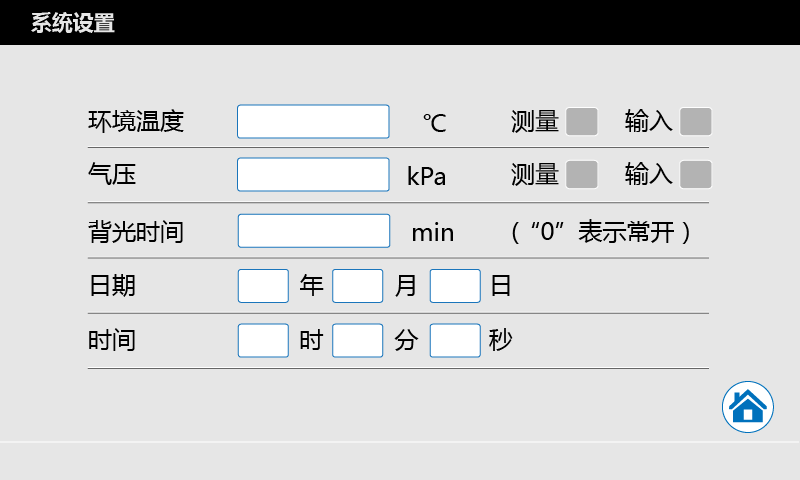 系统设置
环境温度 ℃ 测量 输入
气压 kPa 测量 输入
背光时间 min （“0”表示常开）
日期 年 月 日
时间 时 分 秒